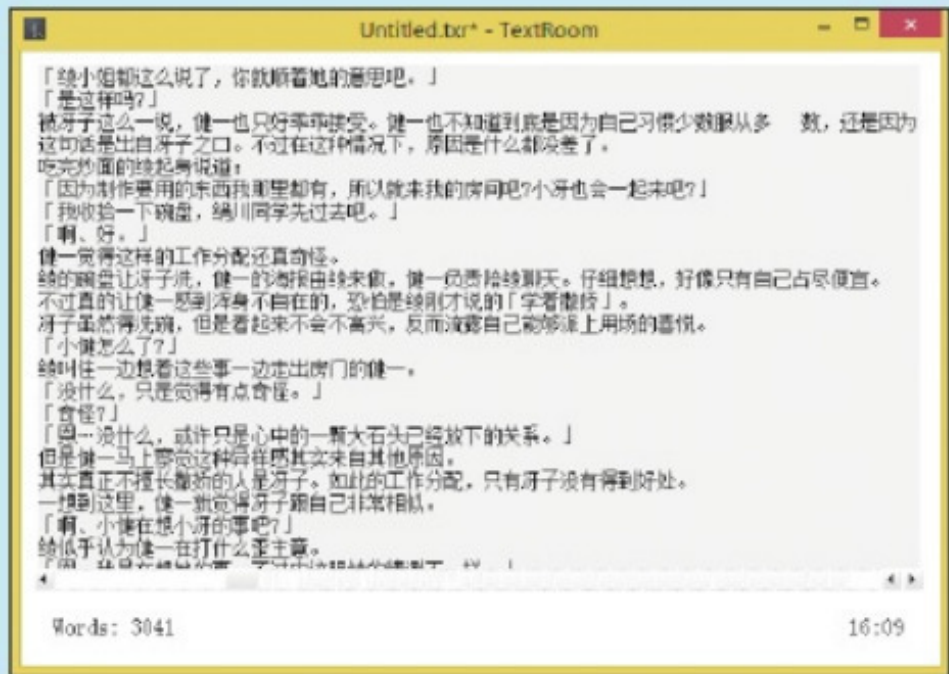 Untitled.txr* - TextRoom
「绫小姐都这么说了，你就顺着她的意思吧。」
「是这样吗?」
被冴子这么一说，健一也只好乖乖接受。健一也不知道到底是因为自己习惯少数服从多　数，还是因为
这句话是出自冴子之口。不过在这种情况下，原因是什么都没差了。
吃完炒面的绫起身说道：
「因为制作要用的东西我那里都有，所以就来我的房间吧?小冴也会一起来吧?」
「我收拾一下碗盘，绢川同学先过去吧。」
「啊、好。」
健一觉得这样的工作分配还真奇怪。
绫的碗盘让冴子洗，健一的海报由绫来做，健一负责陪绫聊天。仔细想想，好像只有自己占尽便宜。
不过真的让健一感到浑身不自在的，恐怕是绫刚才说的「学着撒娇」。
冴子虽然得洗碗，但是看起来不会不高兴，反而流露自己能够派上用场的喜悦。
「小健怎么了?」
绫叫住一边想着这些事一边走出房门的健一。
「没什么，只是觉得有点奇怪。」
「奇怪?」
「恩…没什么，或许只是心中的一颗大石头已经放下的关系。」
但是健一马上察觉这种异样感其实来自其他原因。
其实真正不擅长撒娇的人是冴子。如此的工作分配，只有冴子没有得到好处。
一想到这里，健一就觉得冴子跟自己非常相似。
「啊、小健在想小冴的事吧?」
绫似乎认为健一在打什么歪主意。
Words: 3041
16:09